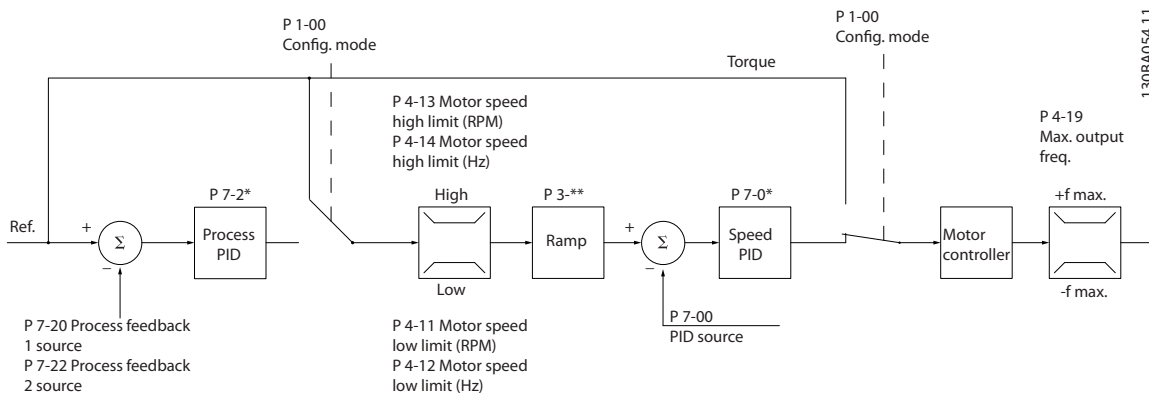 P 1-00
Config. mode
P 1-00
Config. mode
130BA054.11
Torque
P 4-13 Motor speed
high limit (RPM)
P 4-14 Motor speed
high limit (Hz)
P 4-19
Max. output
freq.
P 7-2*
High
P 3-**
P 7-0*
+f max.
Ref.
+
Σ
−
Process
PID
Ramp
+
Σ
−
Speed
PID
Motor
controller
Low
-f max.
P 7-20 Process feedback
1 source
P 7-22 Process feedback
2 source
P 4-11 Motor speed
low limit (RPM)
P 4-12 Motor speed
low limit (Hz)
P 7-00
PID source